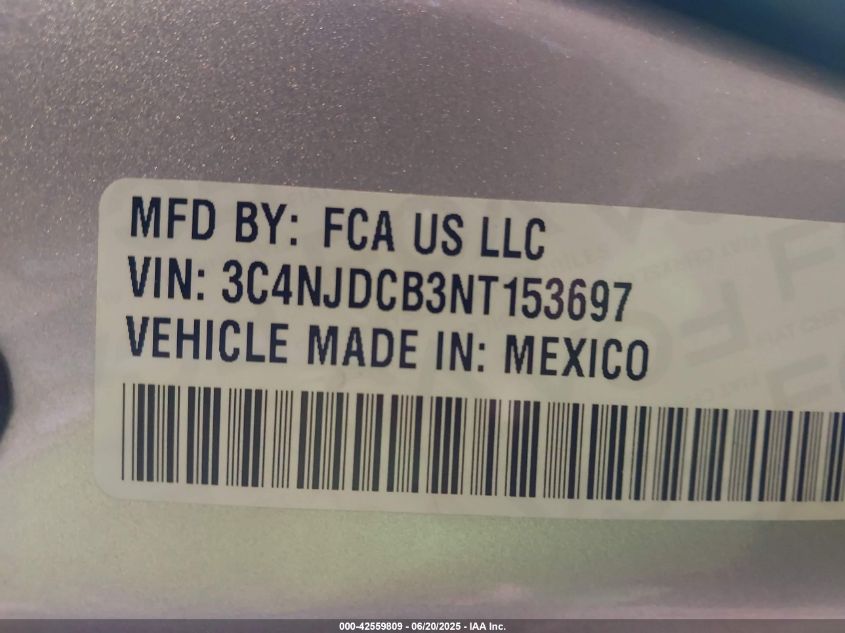 MFD BY: FCA US LLC
VIN: 3C4NJDCB3NT153697
VEHICLE MADE IN: MEXICO
000-42559809 - 06/20/2025 - IAA Inc.